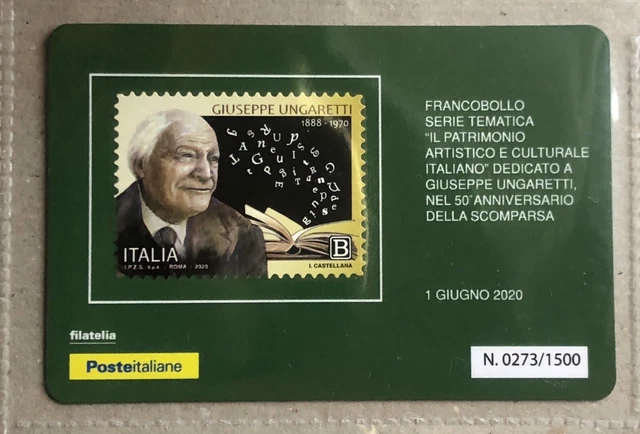 GIUSEPPE UNGARETTI
1888 - 1970
ITALIA
I.P.Z.S. S.p.A. - ROMA - 2020
B
I. CASTELLANA
FRANCOBOLLO
SERIE TEMATICA
"IL PATRIMONIO
ARTISTICO E CULTURALE
ITALIANO" DEDICATO A
GIUSEPPE UNGARETTI,
NEL 50°ANNIVERSARIO
DELLA SCOMPARSA
1 GIUGNO 2020
filatelia
Posteitaliane
N. 0273/1500